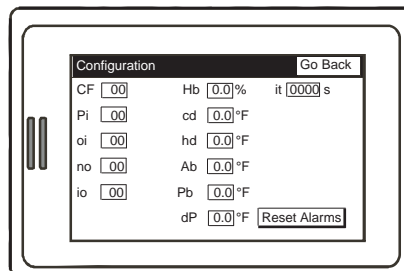 Configuration Go Back
CF 00 Hb 0.0 % it 0000 s
Pi 00 cd 0.0 °F
oi 00 hd 0.0 °F
no 00 Ab 0.0 °F
io 00 Pb 0.0 °F
dP 0.0 °F Reset Alarms